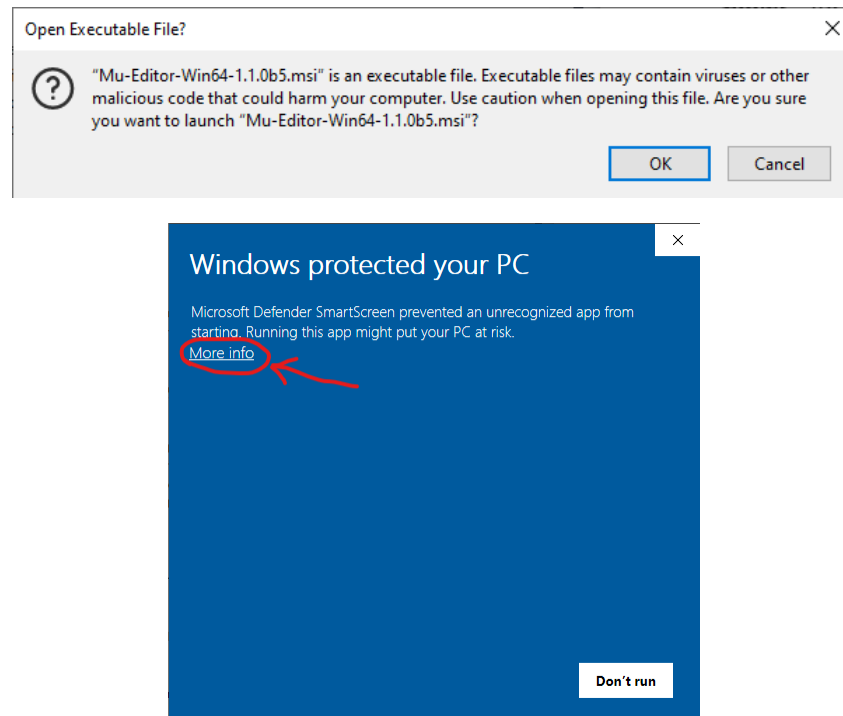 Open Executable File?
“Mu-Editor-Win64-1.1.0b5.msi” is an executable file. Executable files may contain viruses or other
malicious code that could harm your computer. Use caution when opening this file. Are you sure
you want to launch “Mu-Editor-Win64-1.1.0b5.msi”?
OK Cancel
Windows protected your PC
Microsoft Defender SmartScreen prevented an unrecognized app from
starting. Running this app might put your PC at risk.
More info
Don’t run